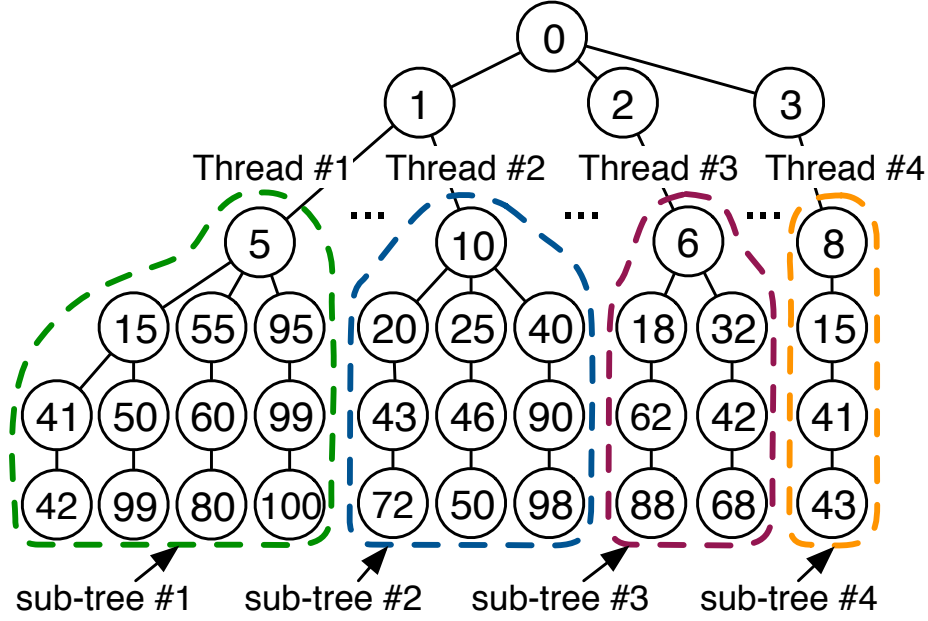 0
1 2 3
Thread #1 Thread #2 Thread #3 Thread #4
... ... ...
5 10 6 8
15 55 95 20 25 40 18 32 15
41 50 60 99 43 46 90 62 42 41
42 99 80 100 72 50 98 88 68 43
sub-tree #1 sub-tree #2 sub-tree #3 sub-tree #4